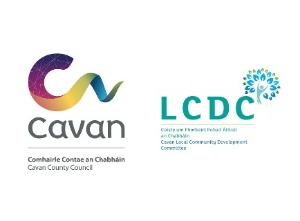 cavan
Comhairle Contae an Chabháin
Cavan County Council
LCDC
Coiste um Fhorbairt Pobail Áitiúil
an Chabháin
Cavan Local Community Development
Committee